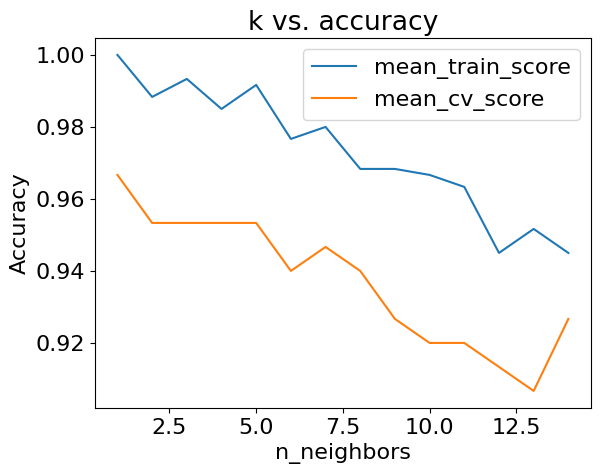 k vs. accuracy
mean_train_score
mean_cv_score
1.00
0.98
0.96
0.94
0.92
Accuracy
2.5
5.0
7.5
10.0
12.5
n_neighbors